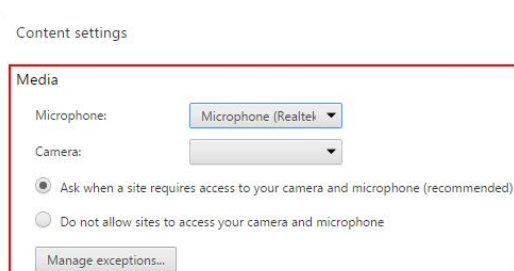 Content settings
Media
Microphone: Microphone (Realtek
Camera:
Ask when a site requires access to your camera and microphone (recommended)
Do not allow sites to access your camera and microphone
Manage exceptions...